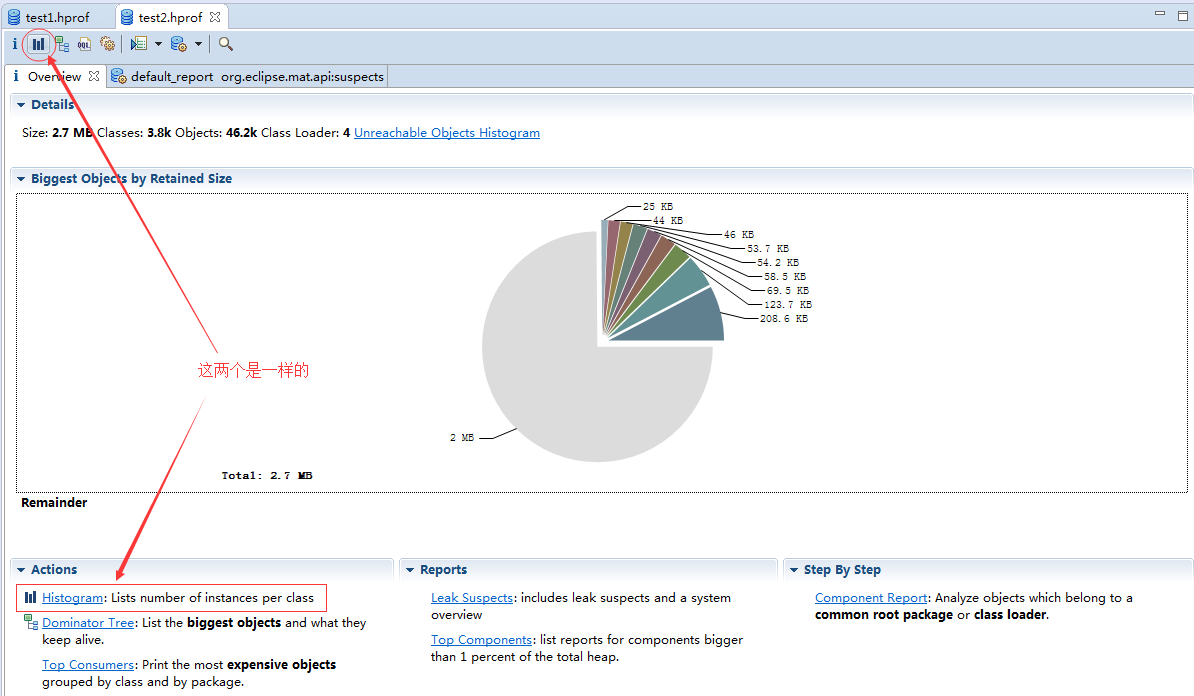 test1.hprof test2.hprof
i OQL
i Overview default_report org.eclipse.mat.api:suspects
Details
Size: 2.7 MB Classes: 3.8k Objects: 46.2k Class Loader: 4 Unreachable Objects Histogram
Biggest Objects by Retained Size
25 KB
44 KB
46 KB
53.7 KB
54.2 KB
58.5 KB
69.5 KB
123.7 KB
208.6 KB
这两个是一样的
2 MB
Total: 2.7 MB
Remainder
Actions
Histogram: Lists number of instances per class
Dominator Tree: List the biggest objects and what they
keep alive.
Top Consumers: Print the most expensive objects
grouped by class and by package.
Reports
Leak Suspects: includes leak suspects and a system
overview
Top Components: list reports for components bigger
than 1 percent of the total heap.
Step By Step
Component Report: Analyze objects which belong to a
common root package or class loader.